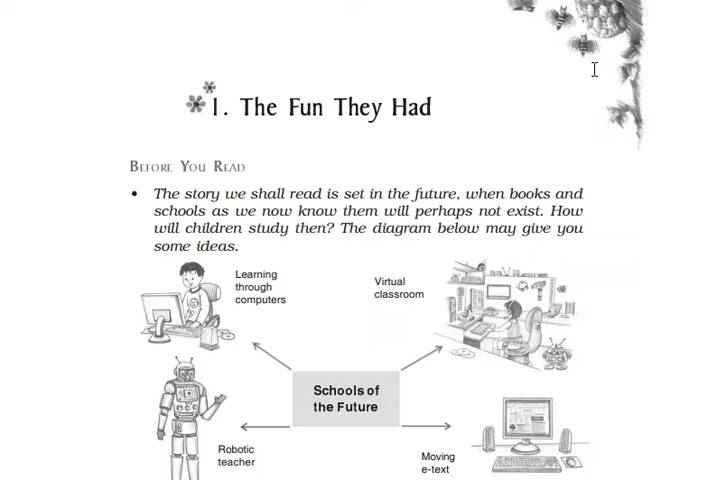 1. The Fun They Had
BEFORE YOU READ
• The story we shall read is set in the future, when books and
schools as we now know them will perhaps not exist. How
will children study then? The diagram below may give you
some ideas.
Learning
through
computers
Virtual
classroom
Schools of
the Future
Robotic
teacher
Moving
e-text